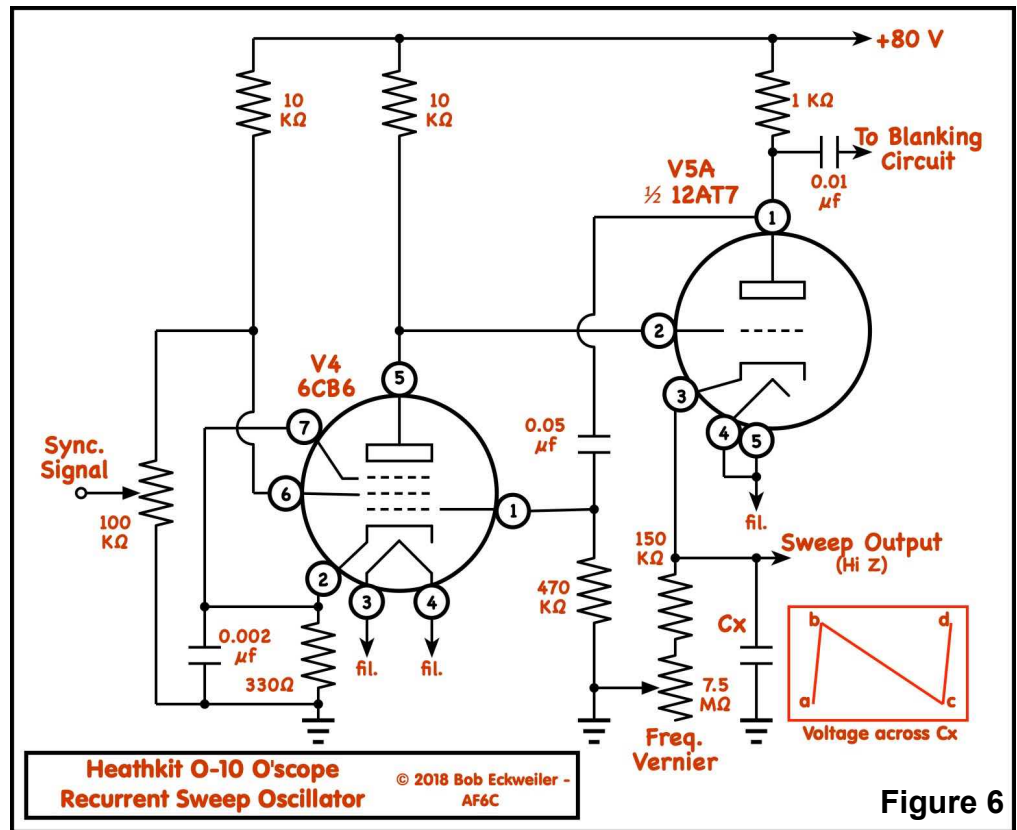 +80 V
10
KΩ
10
KΩ
1 KΩ
To Blanking
Circuit
0.01
µf
V5A
½ 12AT7
1
2
3
4
5
fil.
V4
6CB6
5
7
6
1
2
3
4
fil.
fil.
Sync.
Signal
100
KΩ
0.002
µf
330Ω
0.05
µf
470
KΩ
150
KΩ
Sweep Output
(Hi Z)
Cx
7.5
MΩ
Freq.
Vernier
b
d
a
c
Voltage across Cx
Heathkit O-10 O'scope
Recurrent Sweep Oscillator
© 2018 Bob Eckweiler -
AF6C
Figure 6